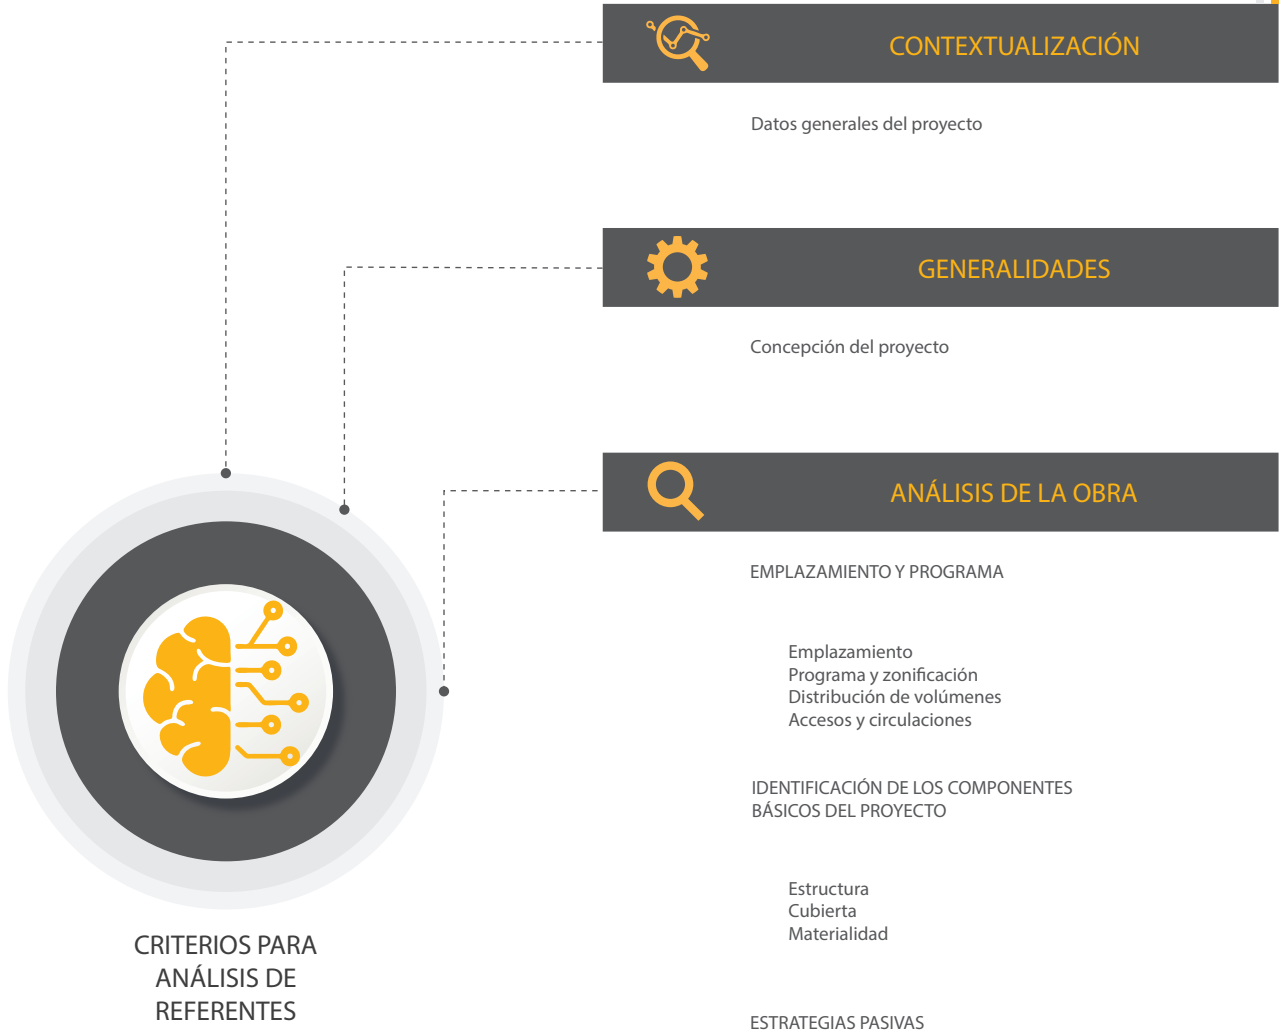 CONTEXTUALIZACIÓN
Datos generales del proyecto
GENERALIDADES
Concepción del proyecto
ANÁLISIS DE LA OBRA
EMPLAZAMIENTO Y PROGRAMA
Emplazamiento
Programa y zonificación
Distribución de volúmenes
Accesos y circulaciones
IDENTIFICACIÓN DE LOS COMPONENTES
BÁSICOS DEL PROYECTO
Estructura
Cubierta
Materialidad
ESTRATEGIAS PASIVAS
CRITERIOS PARA
ANÁLISIS DE
REFERENTES